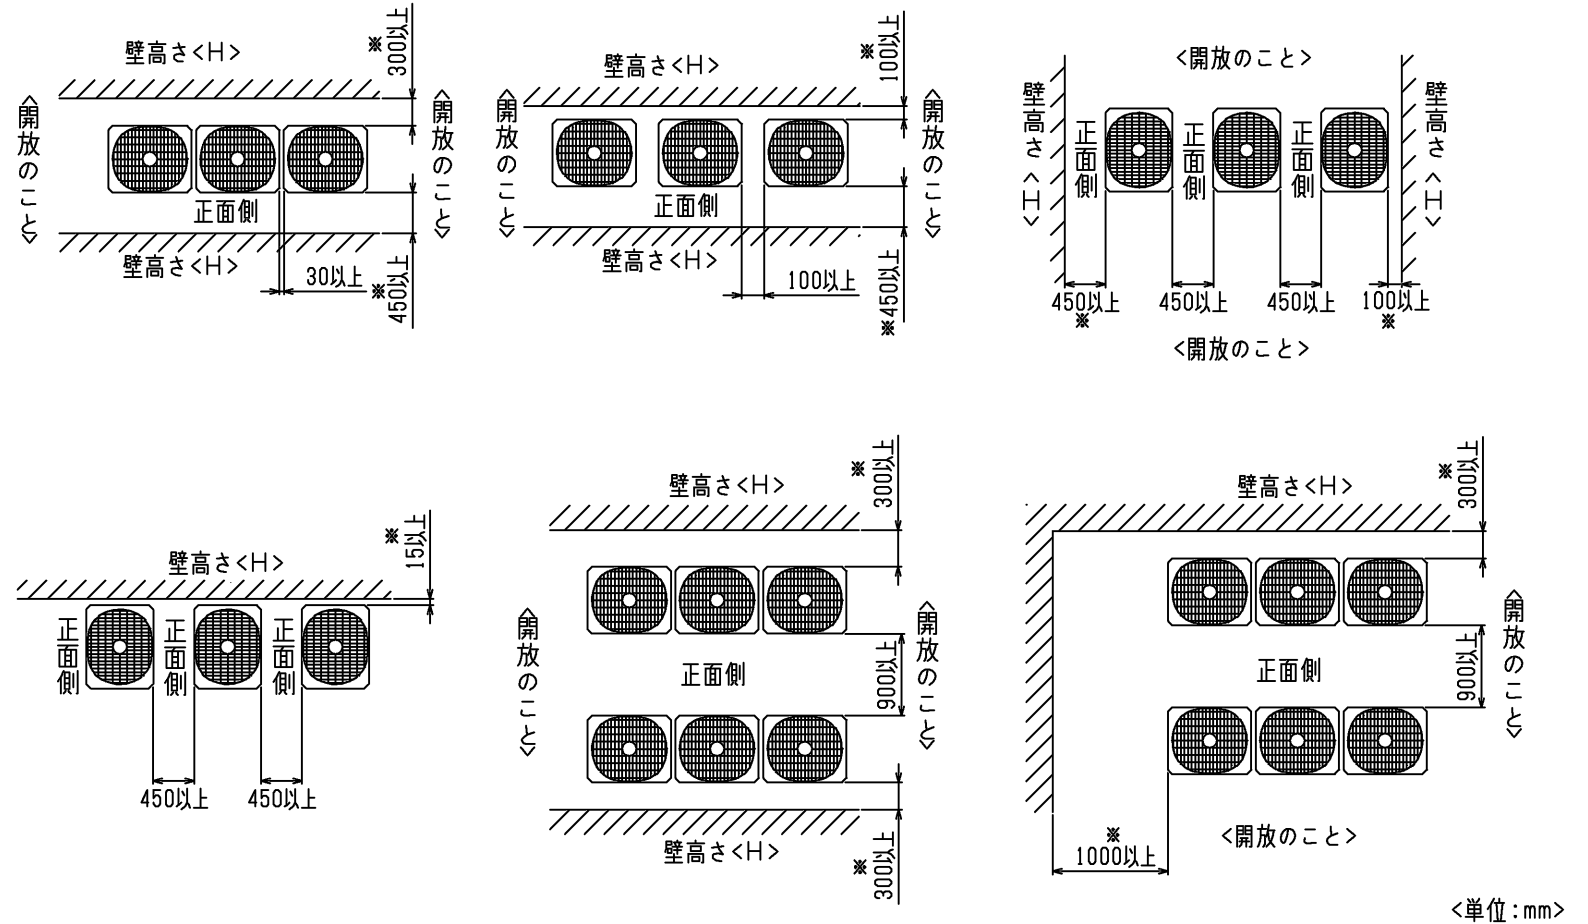 壁高さ<H>
※300以上
<開放のこと>
<開放のこと>
正面側
壁高さ<H>
30以上
※450以上
壁高さ<H>
※100以上
<開放のこと>
<開放のこと>
正面側
壁高さ<H>
100以上
※450以上
<開放のこと>
壁高さ<H>
正面側
正面側
正面側
壁高さ<H>
450以上
※
450以上
450以上
100以上
※
<開放のこと>
壁高さ<H>
※15以上
正面側
正面側
正面側
450以上
450以上
壁高さ<H>
※300以上
<開放のこと>
正面側
900以上
<開放のこと>
壁高さ<H>
※300以上
壁高さ<H>
※300以上
正面側
900以上
<開放のこと>
※
1000以上
<開放のこと>
<単位:mm>